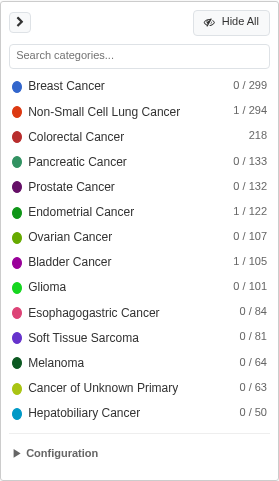 Hide All
Search categories...
Breast Cancer 0 / 299
Non-Small Cell Lung Cancer 1 / 294
Colorectal Cancer 218
Pancreatic Cancer 0 / 133
Prostate Cancer 0 / 132
Endometrial Cancer 1 / 122
Ovarian Cancer 0 / 107
Bladder Cancer 1 / 105
Glioma 0 / 101
Esophagogastric Cancer 0 / 84
Soft Tissue Sarcoma 0 / 81
Melanoma 0 / 64
Cancer of Unknown Primary 0 / 63
Hepatobiliary Cancer 0 / 50
Configuration